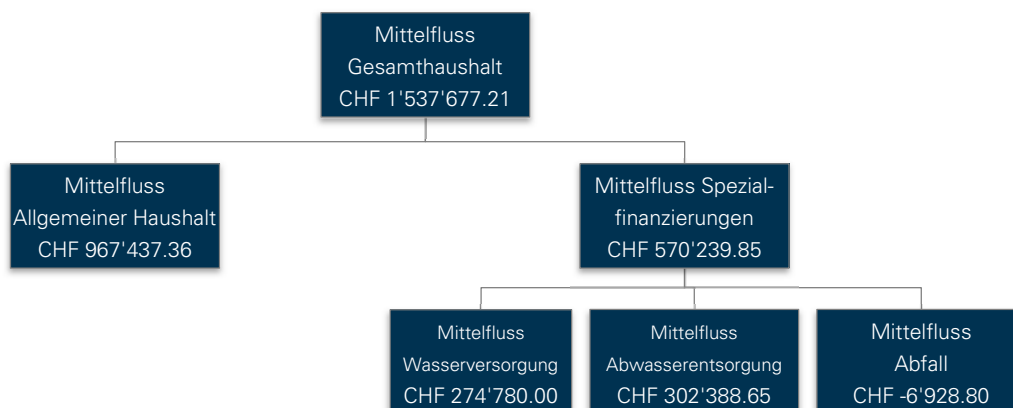 Mittelfluss
Gesamthaushalt
CHF 1'537'677.21
Mittelfluss
Allgemeiner Haushalt
CHF 967'437.36
Mittelfluss Spezial-
finanzierungen
CHF 570'239.85
Mittelfluss
Wasserversorgung
CHF 274'780.00
Mittelfluss
Abwasserentsorgung
CHF 302'388.65
Mittelfluss
Abfall
CHF -6'928.80